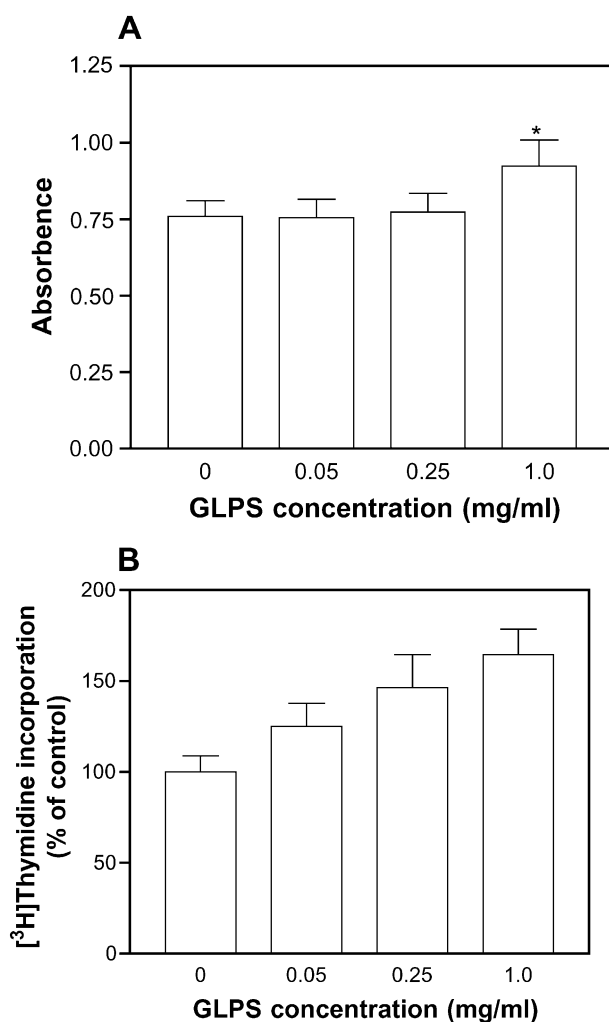 A
1.25
1.00
0.75
0.50
0.25
0.00
Absorbence
*
0 0.05 0.25 1.0
GLPS concentration (mg/ml)
B
200
150
100
50
0
[³H]Thymidine incorporation
(% of control)
0 0.05 0.25 1.0
GLPS concentration (mg/ml)